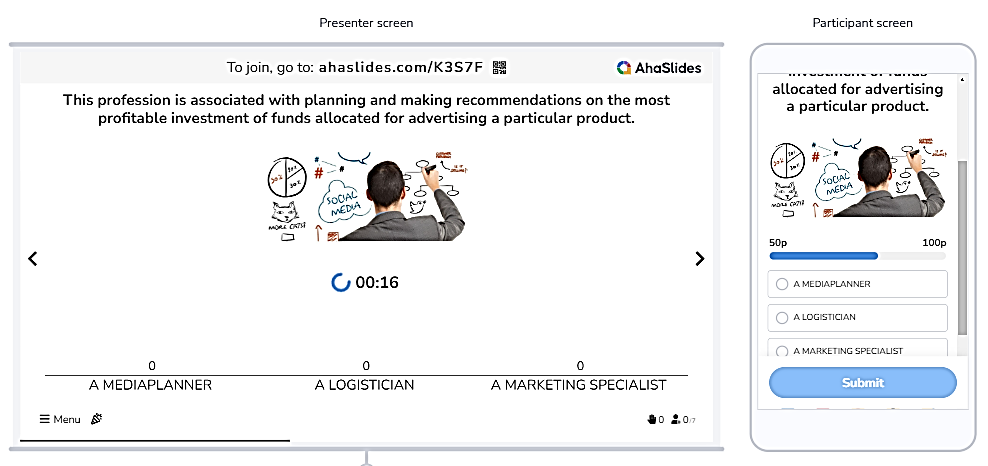 Presenter screen
To join, go to: ahaslides.com/K3S7F
AhaSlides
This profession is associated with planning and making recommendations on the most
profitable investment of funds allocated for advertising a particular product.
30%
SOCIAL
MEDIA
MORE CATS!
00:16
0
0
0
A MEDIAPLANNER
A LOGISTICIAN
A MARKETING SPECIALIST
Menu
0
0/7
Participant screen
investment of funds
allocated for advertising
a particular product.
SOCIAL
MEDIA
MORE CATS!
50p
100p
A MEDIAPLANNER
A LOGISTICIAN
A MARKETING SPECIALIST
Submit